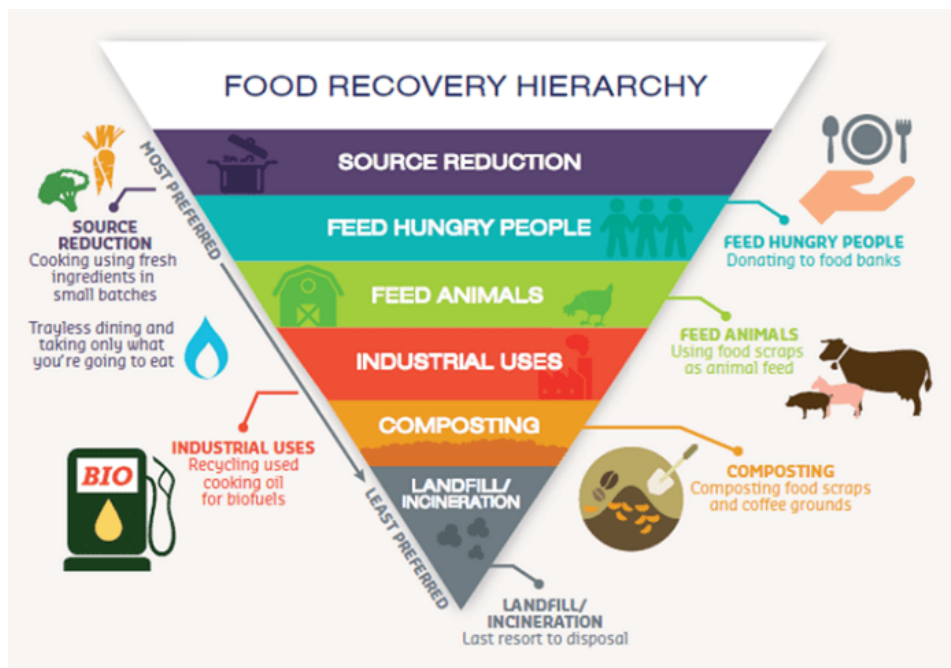 FOOD RECOVERY HIERARCHY
MOST PREFERRED
LEAST PREFERRED
SOURCE REDUCTION
FEED HUNGRY PEOPLE
FEED ANIMALS
INDUSTRIAL USES
COMPOSTING
LANDFILL/
INCINERATION
SOURCE
REDUCTION
Cooking using fresh
ingredients in
small batches
Trayless dining and
taking only what
you're going to eat
FEED HUNGRY PEOPLE
Donating to food banks
FEED ANIMALS
Using food scraps
as animal feed
INDUSTRIAL USES
Recycling used
cooking oil
for biofuels
BIO
COMPOSTING
Composting food scraps
and coffee grounds
LANDFILL/
INCINERATION
Last resort to disposal